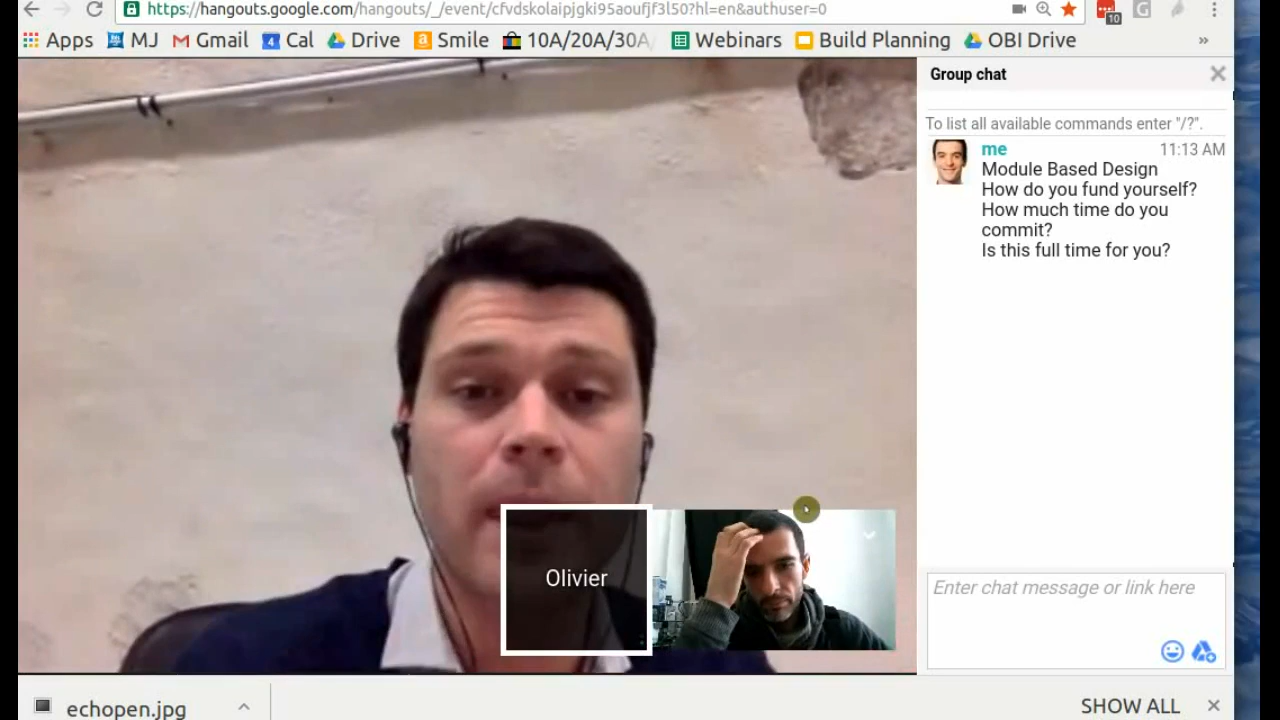 https://hangouts.google.com/hangouts/_/event/cfvdskolaipjgki95aoufjf3l50?hl=en&authuser=0
10
G
Apps MJ Gmail 4 Cal Drive a Smile 10A/20A/30A Webinars Build Planning OBI Drive »
Group chat
To list all available commands enter "/?".
me 11:13 AM
Module Based Design
How do you fund yourself?
How much time do you
commit?
Is this full time for you?
Olivier
Enter chat message or link here
echopen.jpg
SHOW ALL